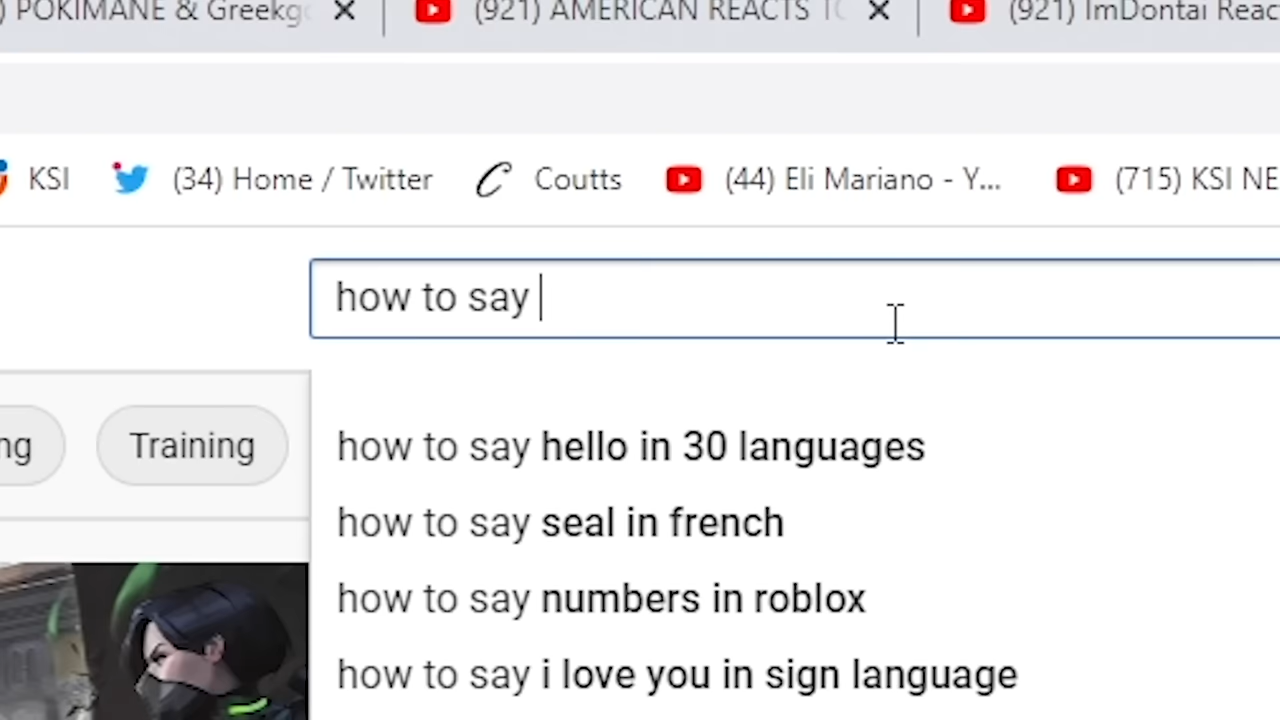 ) POKIMANE & Greekg
(921) AMERICAN REACTS TO
(921) ImDontai Reac
KSI
(34) Home / Twitter
Coutts
(44) Eli Mariano - Y...
(715) KSI NE
how to say
ng
Training
how to say hello in 30 languages
how to say seal in french
how to say numbers in roblox
how to say i love you in sign language